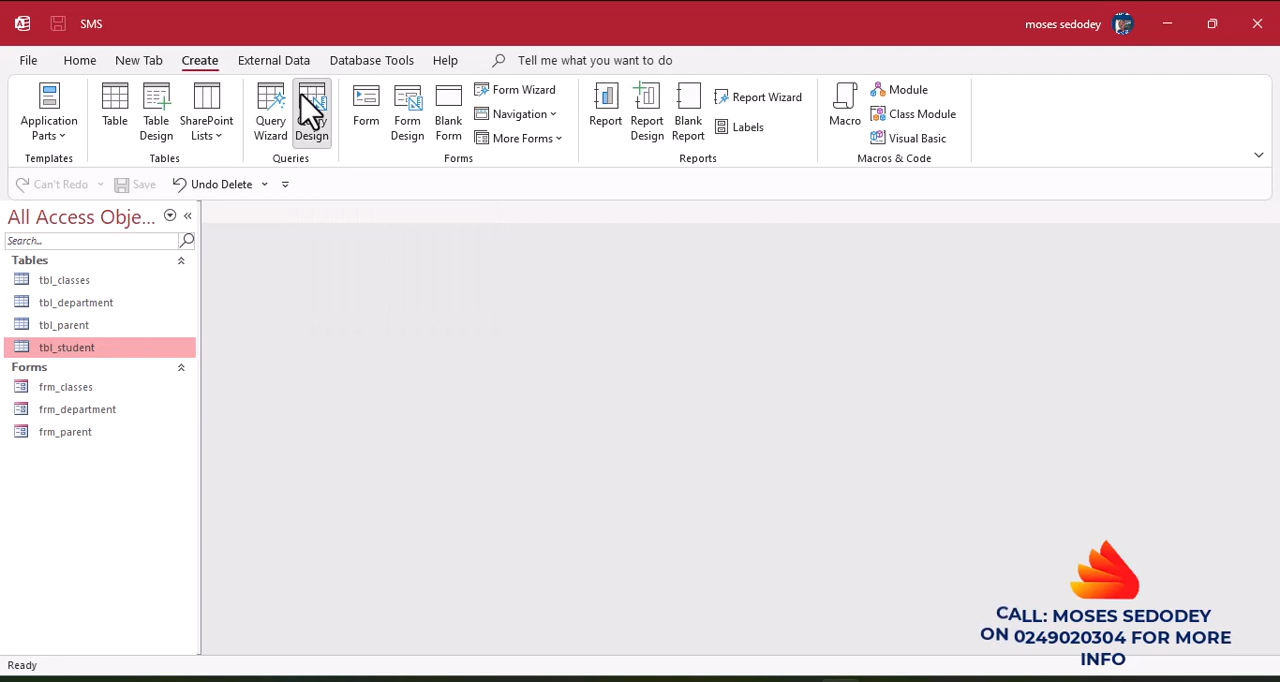 SMS
moses sedodey
File Home New Tab Create External Data Database Tools Help Tell me what you want to do
Application Parts
Templates
Table
Table Design
SharePoint Lists
Tables
Query Wizard
Design
Queries
Form
Form Design
Blank Form
Form Wizard
Navigation
More Forms
Forms
Report
Report Design
Blank Report
Report Wizard
Labels
Reports
Macro
Module
Class Module
Visual Basic
Macros & Code
Can't Redo Save Undo Delete
All Access Obje...
Search...
Tables
tbl_classes
tbl_department
tbl_parent
tbl_student
Forms
frm_classes
frm_department
frm_parent
CALL: MOSES SEDODEY
ON 0249020304 FOR MORE
INFO
Ready